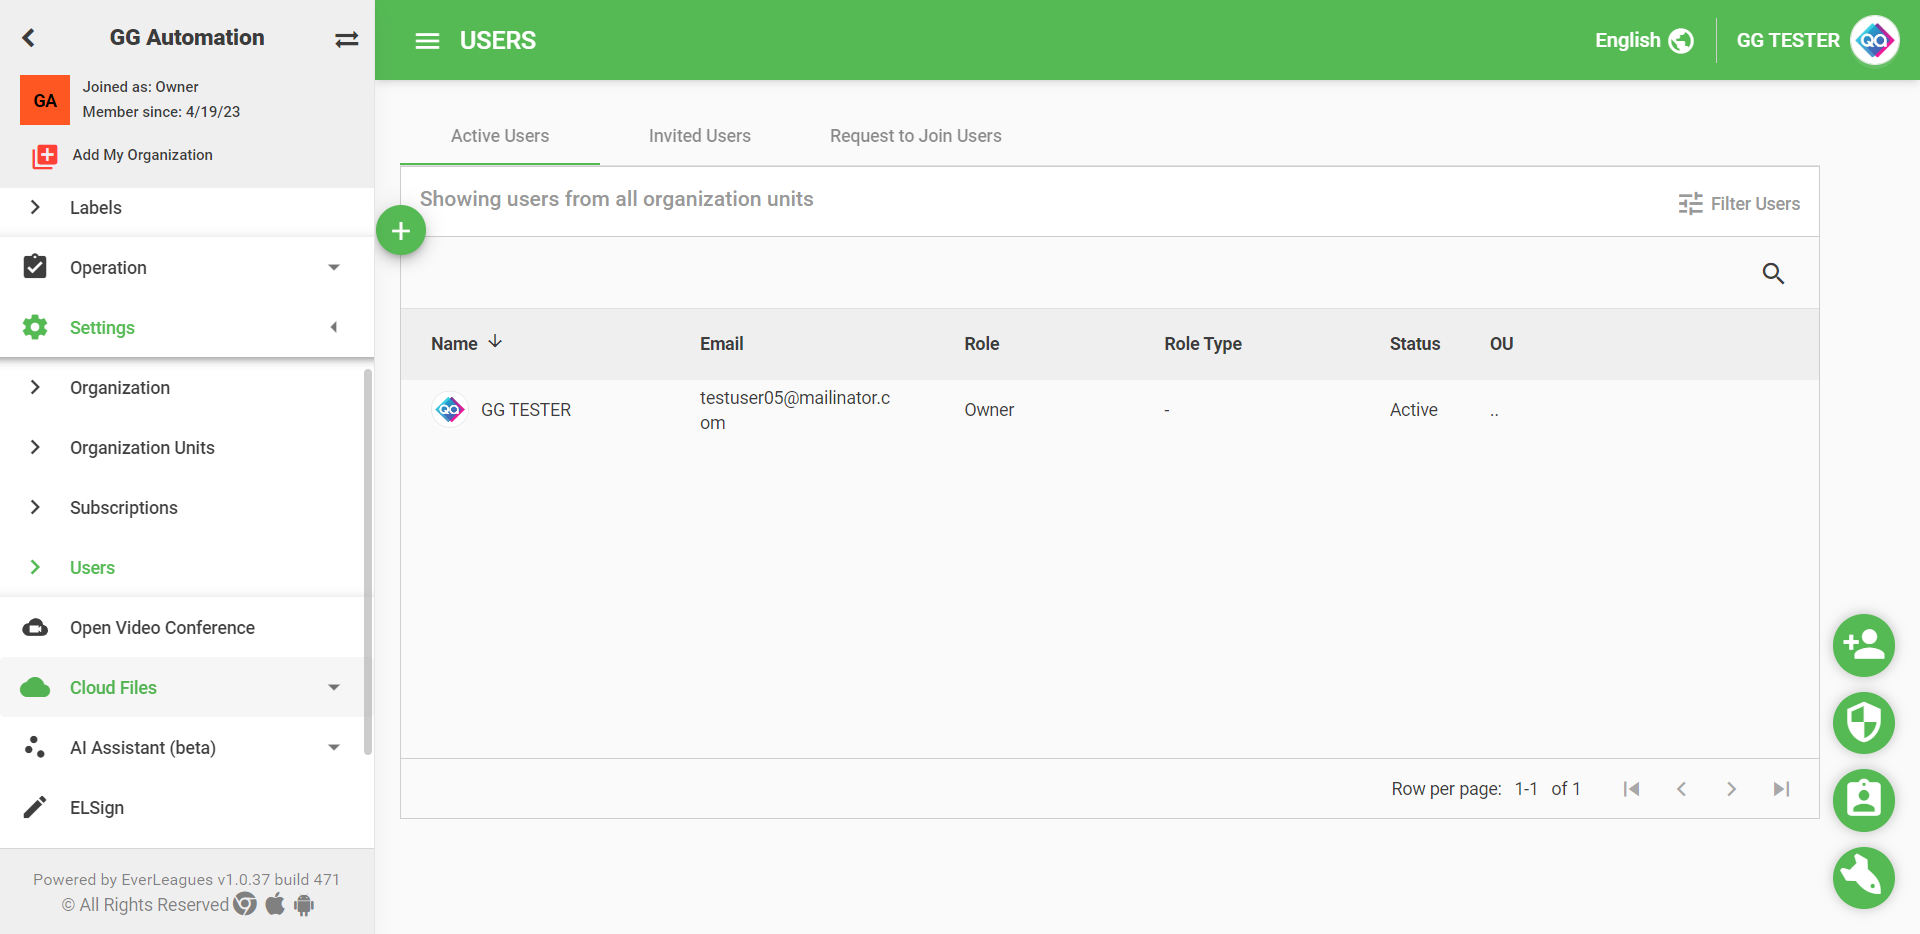 GG Automation
GA
Joined as: Owner
Member since: 4/19/23
Add My Organization
Labels
Operation
Settings
Organization
Organization Units
Subscriptions
Users
Open Video Conference
Cloud Files
AI Assistant (beta)
ELSign
Powered by EverLeagues v1.0.37 build 471
© All Rights Reserved
USERS
English
GG TESTER
QA
Active Users
Invited Users
Request to Join Users
Showing users from all organization units
Filter Users
Name
Email
Role
Role Type
Status
OU
QA
GG TESTER
testuser05@mailinator.c
om
Owner
-
Active
..
Row per page: 1-1 of 1